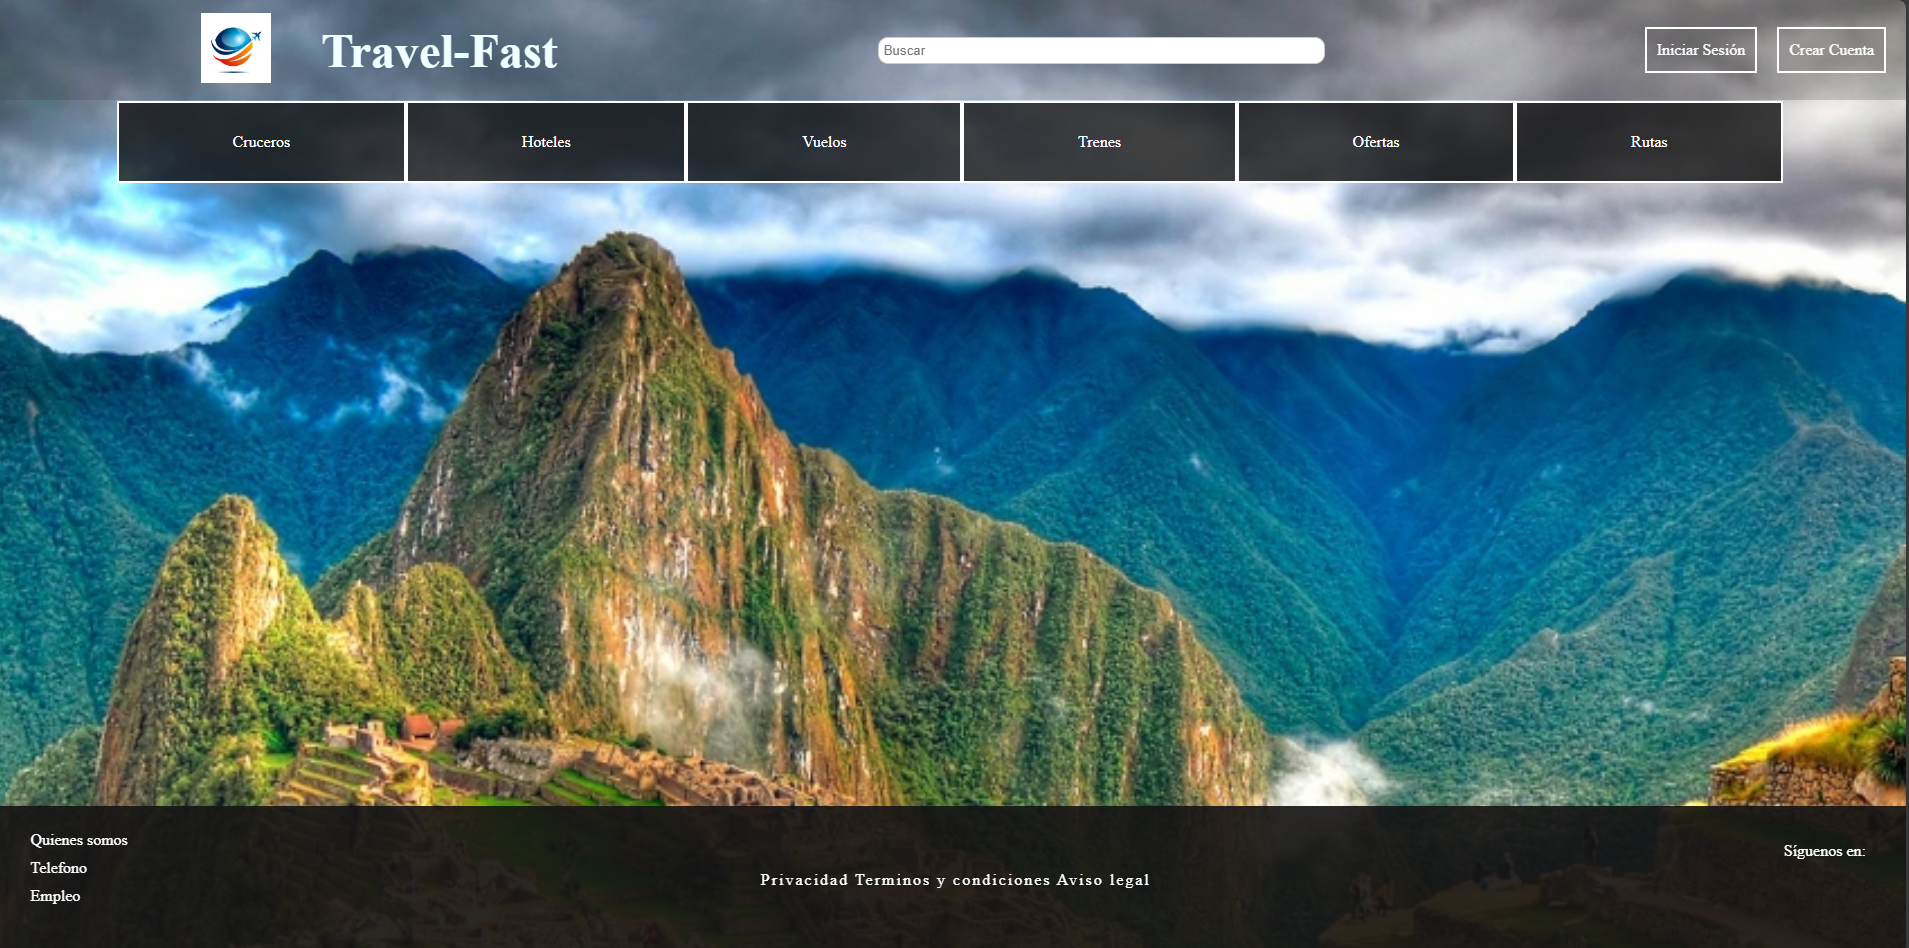 Travel-Fast
Buscar
Iniciar Sesión
Crear Cuenta
Cruceros
Hoteles
Vuelos
Trenes
Ofertas
Rutas
Quienes somos
Telefono
Empleo
Privacidad Terminos y condiciones Aviso legal
Síguenos en: